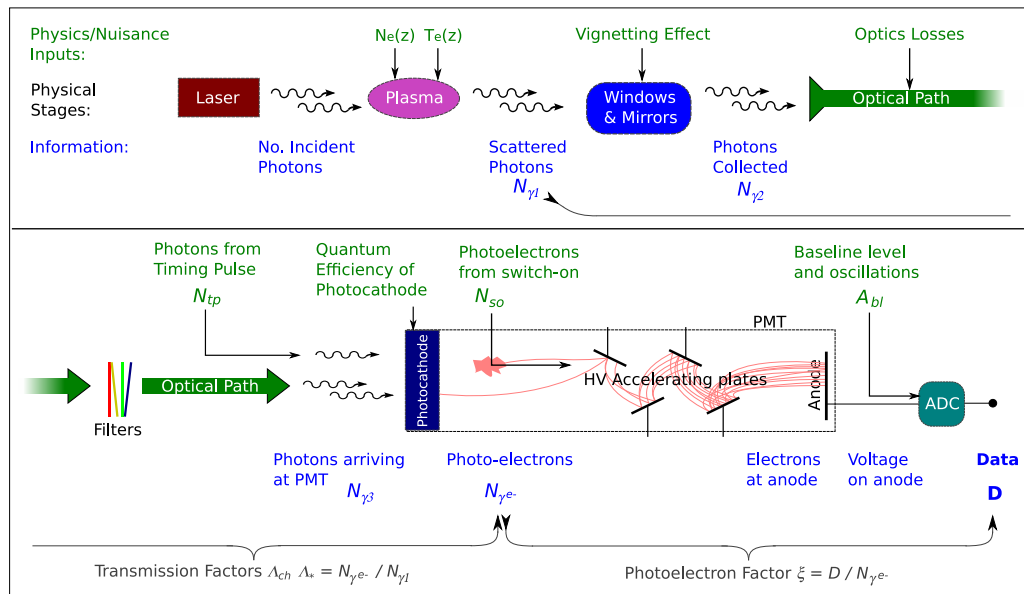 Physics/Nuisance
Inputs:
Nₑ(z) Tₑ(z)
Vignetting Effect
Optics Losses
Physical
Stages:
Laser
Plasma
Windows
& Mirrors
Optical Path
Information:
No. Incident
Photons
Scattered
Photons
Nγ1
Photons
Collected
Nγ2
Photons from
Timing Pulse
Ntp
Quantum
Efficiency of
Photocathode
Photoelectrons
from switch-on
Nso
Baseline level
and oscillations
Abl
PMT
Filters
Optical Path
Photocathode
HV Accelerating plates
Anode
ADC
Photons arriving
at PMT
Nγ3
Photo-electrons
Nγe-
Electrons
at anode
Voltage
on anode
Data
D
Transmission Factors Λch Λ* = Nγe- / Nγ1
Photoelectron Factor ξ = D / Nγe-